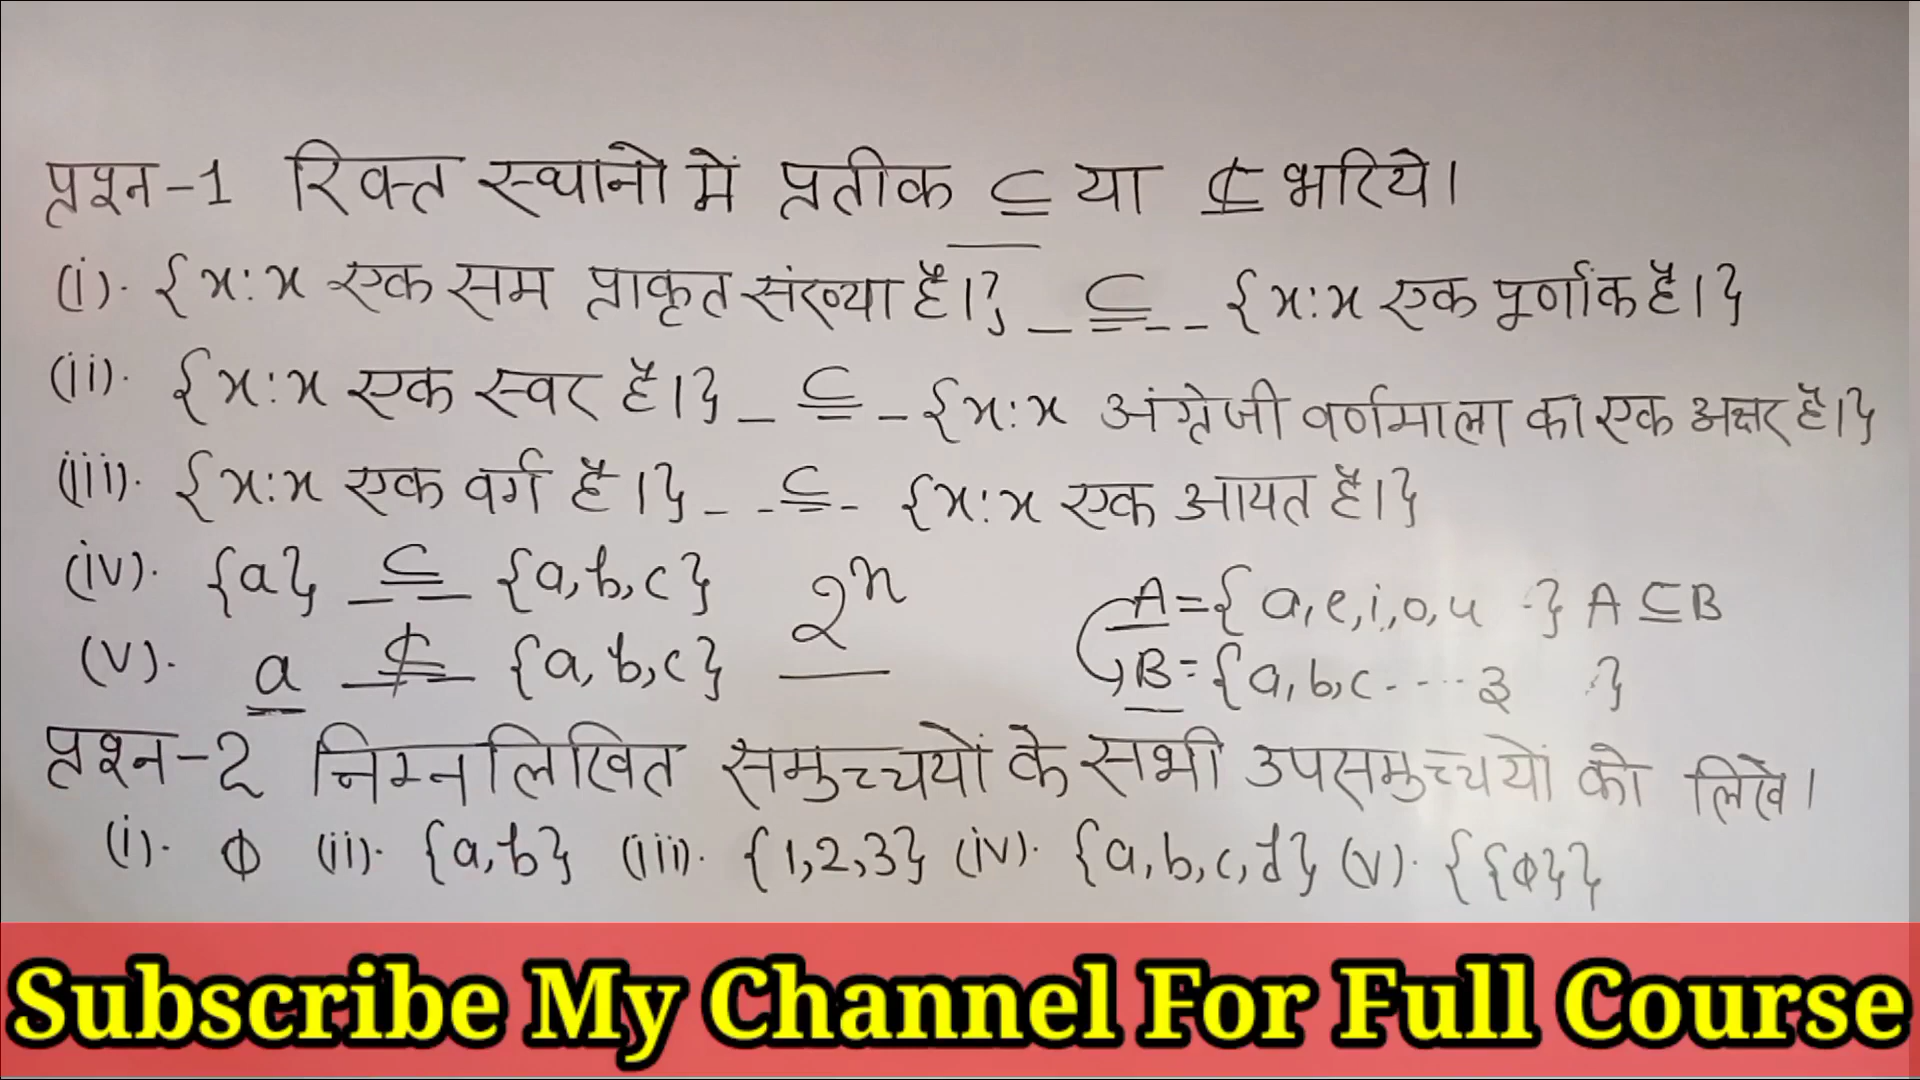 प्रश्न-1 रिक्त स्थानो में प्रतीक ⊆ या ⊈ भरिये।
(i). {x:x एक सम प्राकृत संख्या है।} _ ⊆ _ _ {x:x एक पूर्णांक है।}
(ii). {x:x एक स्वर है।} _ ⊆ _ {x:x अंग्रेजी वर्णमाला का एक अक्षर है।}
(iii). {x:x एक वर्ग है।} _ _ ⊆ _ {x:x एक आयत है।}
(iv). {a} _ ⊆ _ {a,b,c} 2ⁿ A={a,e,i,o,u } A ⊆ B
(v). a ⊈ {a,b,c} B={a,b,c....z }
प्रश्न-2 निम्नलिखित समुच्चयों के सभी उपसमुच्चयों को लिखे।
(i). ϕ (ii). {a,b} (iii). {1,2,3} (iv). {a,b,c,d} (v). {{ϕ}}
Subscribe My Channel For Full Course